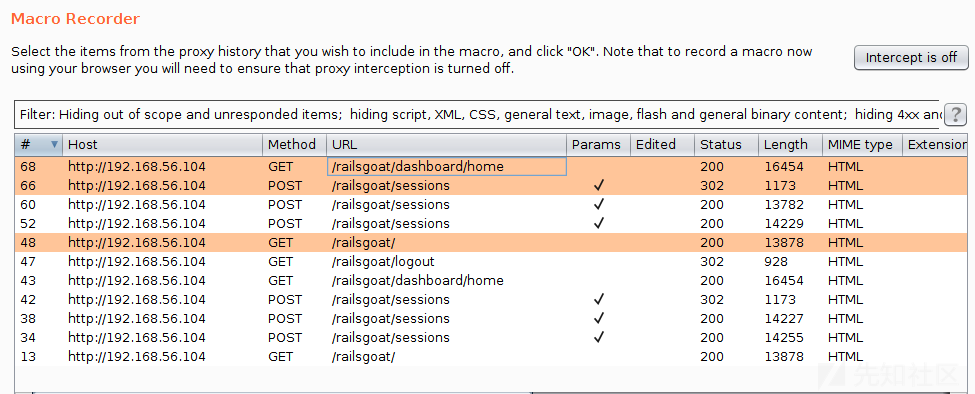 Macro Recorder
Select the items from the proxy history that you wish to include in the macro, and click "OK". Note that to record a macro now
using your browser you will need to ensure that proxy interception is turned off.
Intercept is off
Filter: Hiding out of scope and unresponded items; hiding script, XML, CSS, general text, image, flash and general binary content; hiding 4xx and
?
# Host Method URL Params Edited Status Length MIME type Extension
68 http://192.168.56.104 GET /railsgoat/dashboard/home 200 16454 HTML
66 http://192.168.56.104 POST /railsgoat/sessions ✓ 302 1173 HTML
60 http://192.168.56.104 POST /railsgoat/sessions ✓ 200 13782 HTML
52 http://192.168.56.104 POST /railsgoat/sessions ✓ 200 14229 HTML
48 http://192.168.56.104 GET /railsgoat/ 200 13878 HTML
47 http://192.168.56.104 GET /railsgoat/logout 302 928 HTML
43 http://192.168.56.104 GET /railsgoat/dashboard/home 200 16454 HTML
42 http://192.168.56.104 POST /railsgoat/sessions ✓ 302 1173 HTML
38 http://192.168.56.104 POST /railsgoat/sessions ✓ 200 14227 HTML
34 http://192.168.56.104 POST /railsgoat/sessions ✓ 200 14255 HTML
13 http://192.168.56.104 GET /railsgoat/ 200 13878 HTML
先知社区